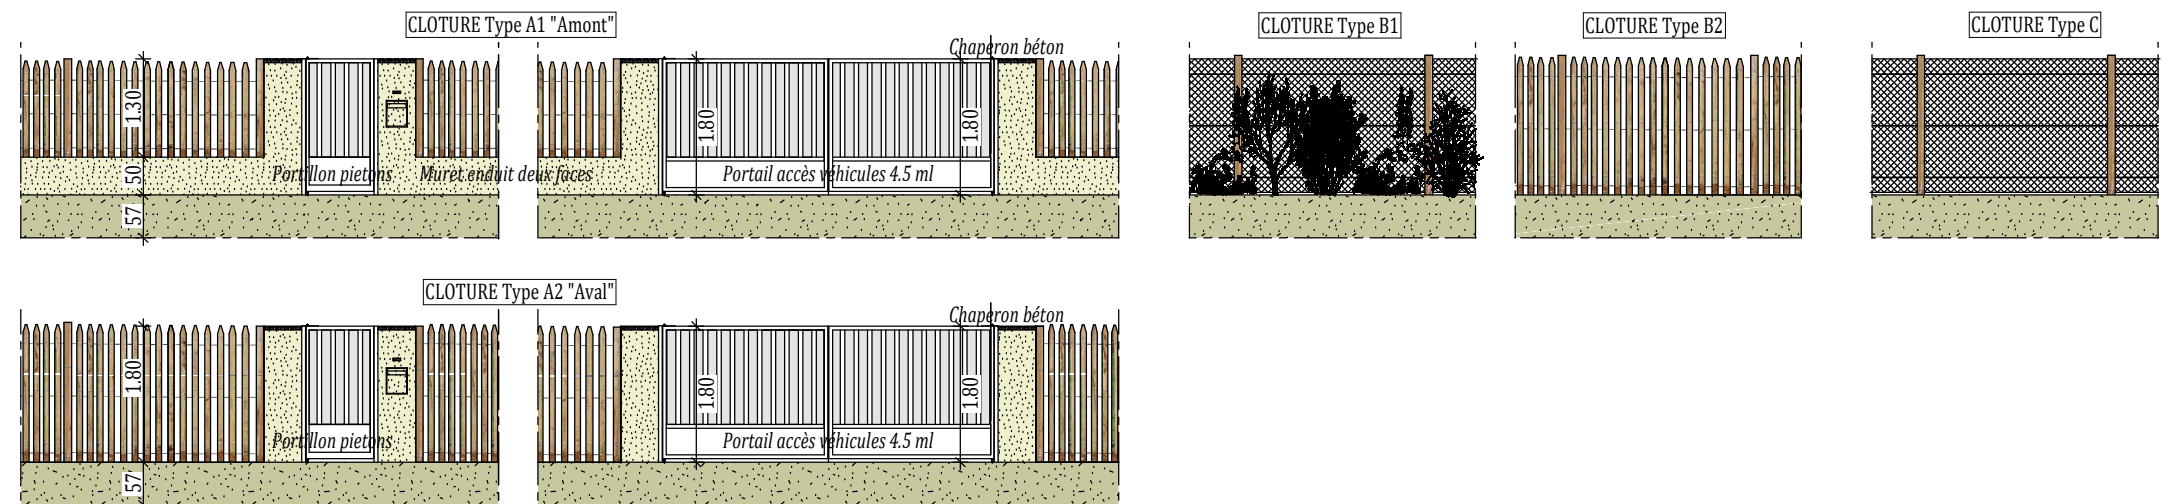 CLOTURE Type A1 "Amont"
CLOTURE Type B1
CLOTURE Type B2
CLOTURE Type C
Chaperon béton
1.30
1.80
1.80
50
Portillon pietons
Muret enduit deux faces
Portail accès véhicules 4.5 ml
57
CLOTURE Type A2 "Aval"
Chaperon béton
1.80
1.80
1.80
Portillon pietons
Portail accès véhicules 4.5 ml
57